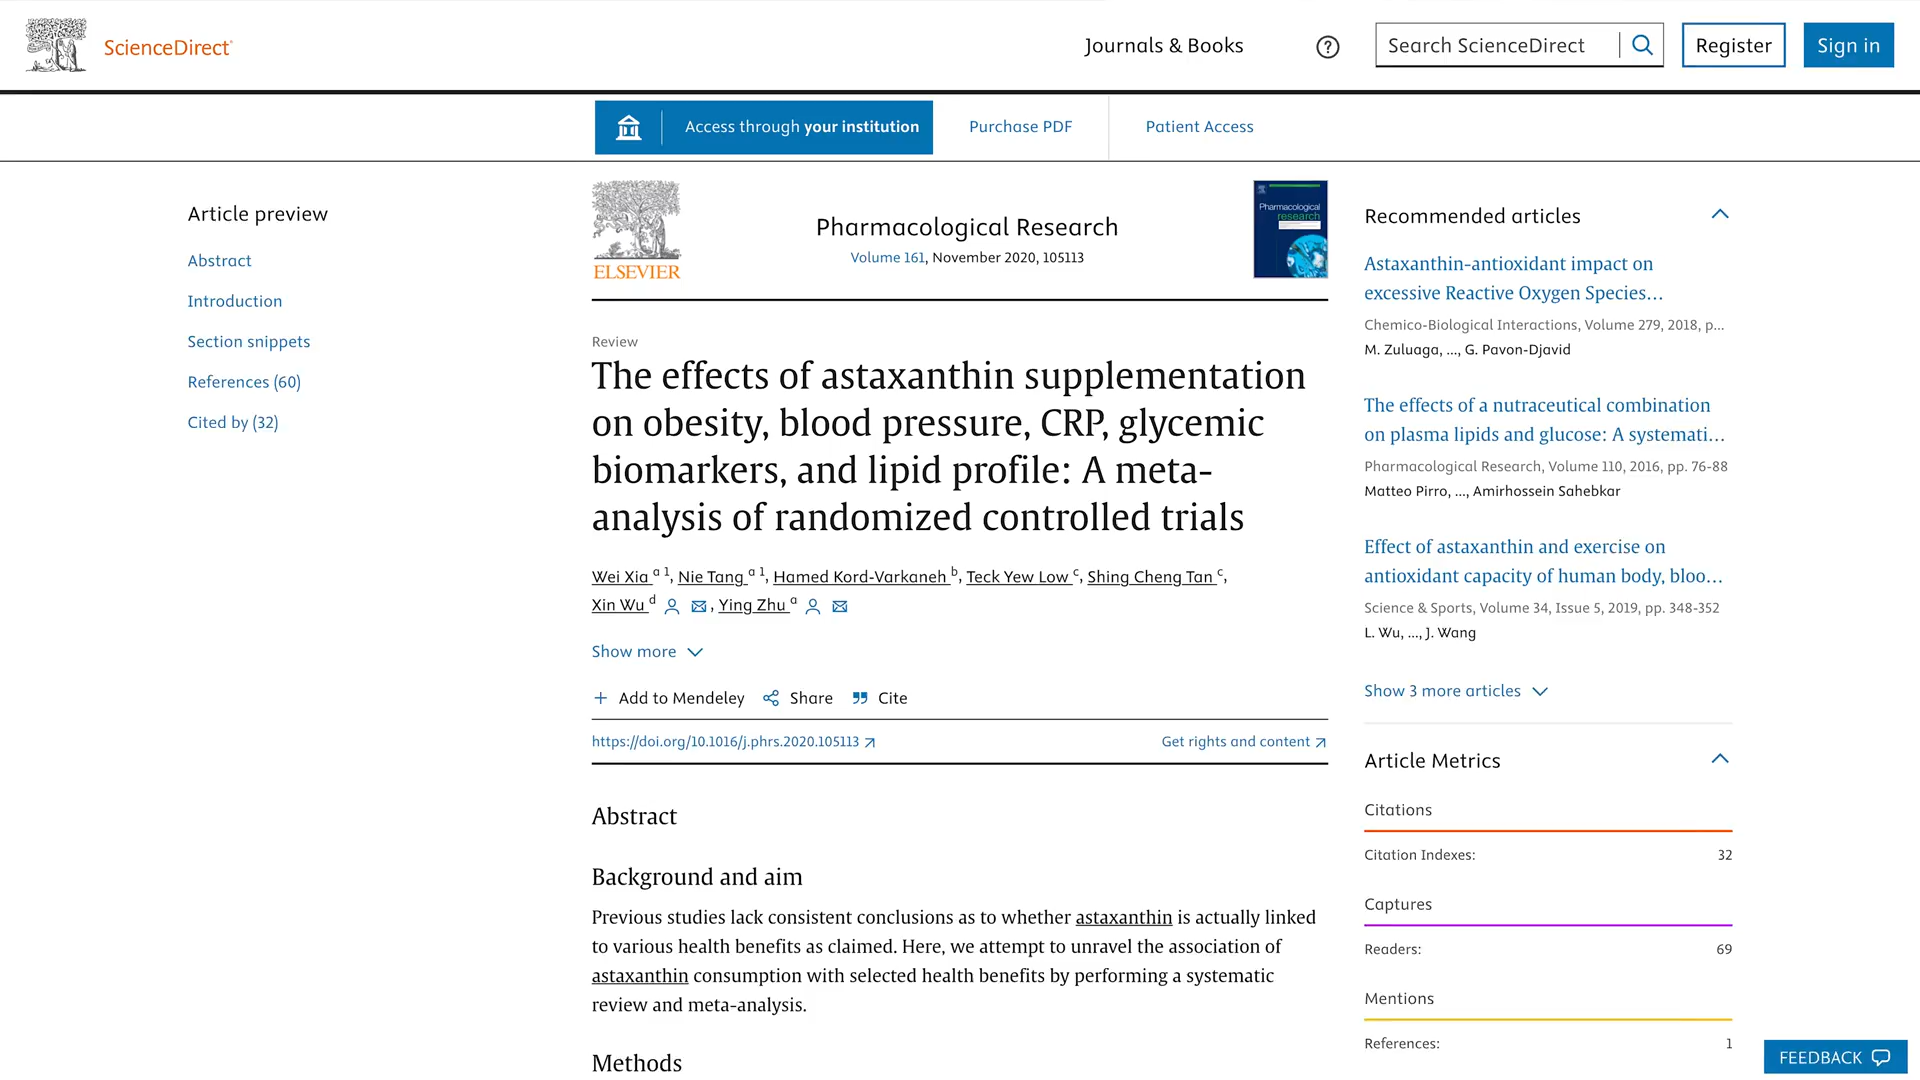 ScienceDirect
Journals & Books
?
Search ScienceDirect
Register
Sign in
Access through your institution
Purchase PDF
Patient Access
Article preview
Abstract
Introduction
Section snippets
References (60)
Cited by (32)
ELSEVIER
Pharmacological Research
Volume 161, November 2020, 105113
Pharmacological
research
Review
The effects of astaxanthin supplementation
on obesity, blood pressure, CRP, glycemic
biomarkers, and lipid profile: A meta-
analysis of randomized controlled trials
Wei Xia a 1, Nie Tang a 1, Hamed Kord-Varkaneh b, Teck Yew Low c, Shing Cheng Tan c,
Xin Wu d, Ying Zhu a
Show more
+ Add to Mendeley Share Cite
https://doi.org/10.1016/j.phrs.2020.105113
Get rights and content
Abstract
Background and aim
Previous studies lack consistent conclusions as to whether astaxanthin is actually linked
to various health benefits as claimed. Here, we attempt to unravel the association of
astaxanthin consumption with selected health benefits by performing a systematic
review and meta-analysis.
Methods
Recommended articles
Astaxanthin-antioxidant impact on
excessive Reactive Oxygen Species…
Chemico-Biological Interactions, Volume 279, 2018, p...
M. Zuluaga, ..., G. Pavon-Djavid
The effects of a nutraceutical combination
on plasma lipids and glucose: A systemati…
Pharmacological Research, Volume 110, 2016, pp. 76-88
Matteo Pirro, ..., Amirhossein Sahebkar
Effect of astaxanthin and exercise on
antioxidant capacity of human body, bloo…
Science & Sports, Volume 34, Issue 5, 2019, pp. 348-352
L. Wu, ..., J. Wang
Show 3 more articles
Article Metrics
Citations
Citation Indexes: 32
Captures
Readers: 69
Mentions
References: 1
FEEDBACK